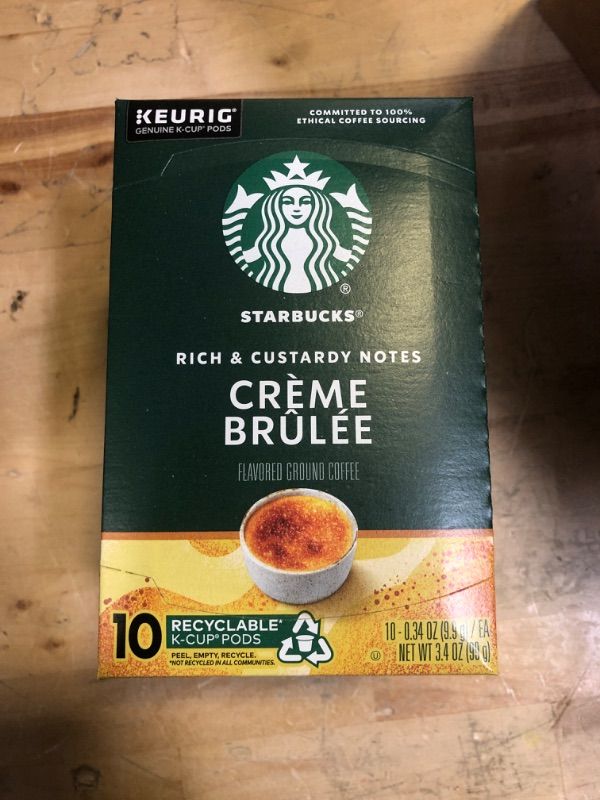 KEURIG®
GENUINE K-CUP® PODS
COMMITTED TO 100%
ETHICAL COFFEE SOURCING
®
STARBUCKS®
RICH & CUSTARDY NOTES
CRÈME
BRÛLÉE
FLAVORED GROUND COFFEE
10 RECYCLABLE*
K-CUP® PODS
PEEL, EMPTY, RECYCLE.
*NOT RECYCLED IN ALL COMMUNITIES.
U
10 - 0.34 OZ (9.9 g) / EA
NET WT 3.4 OZ (99 g)